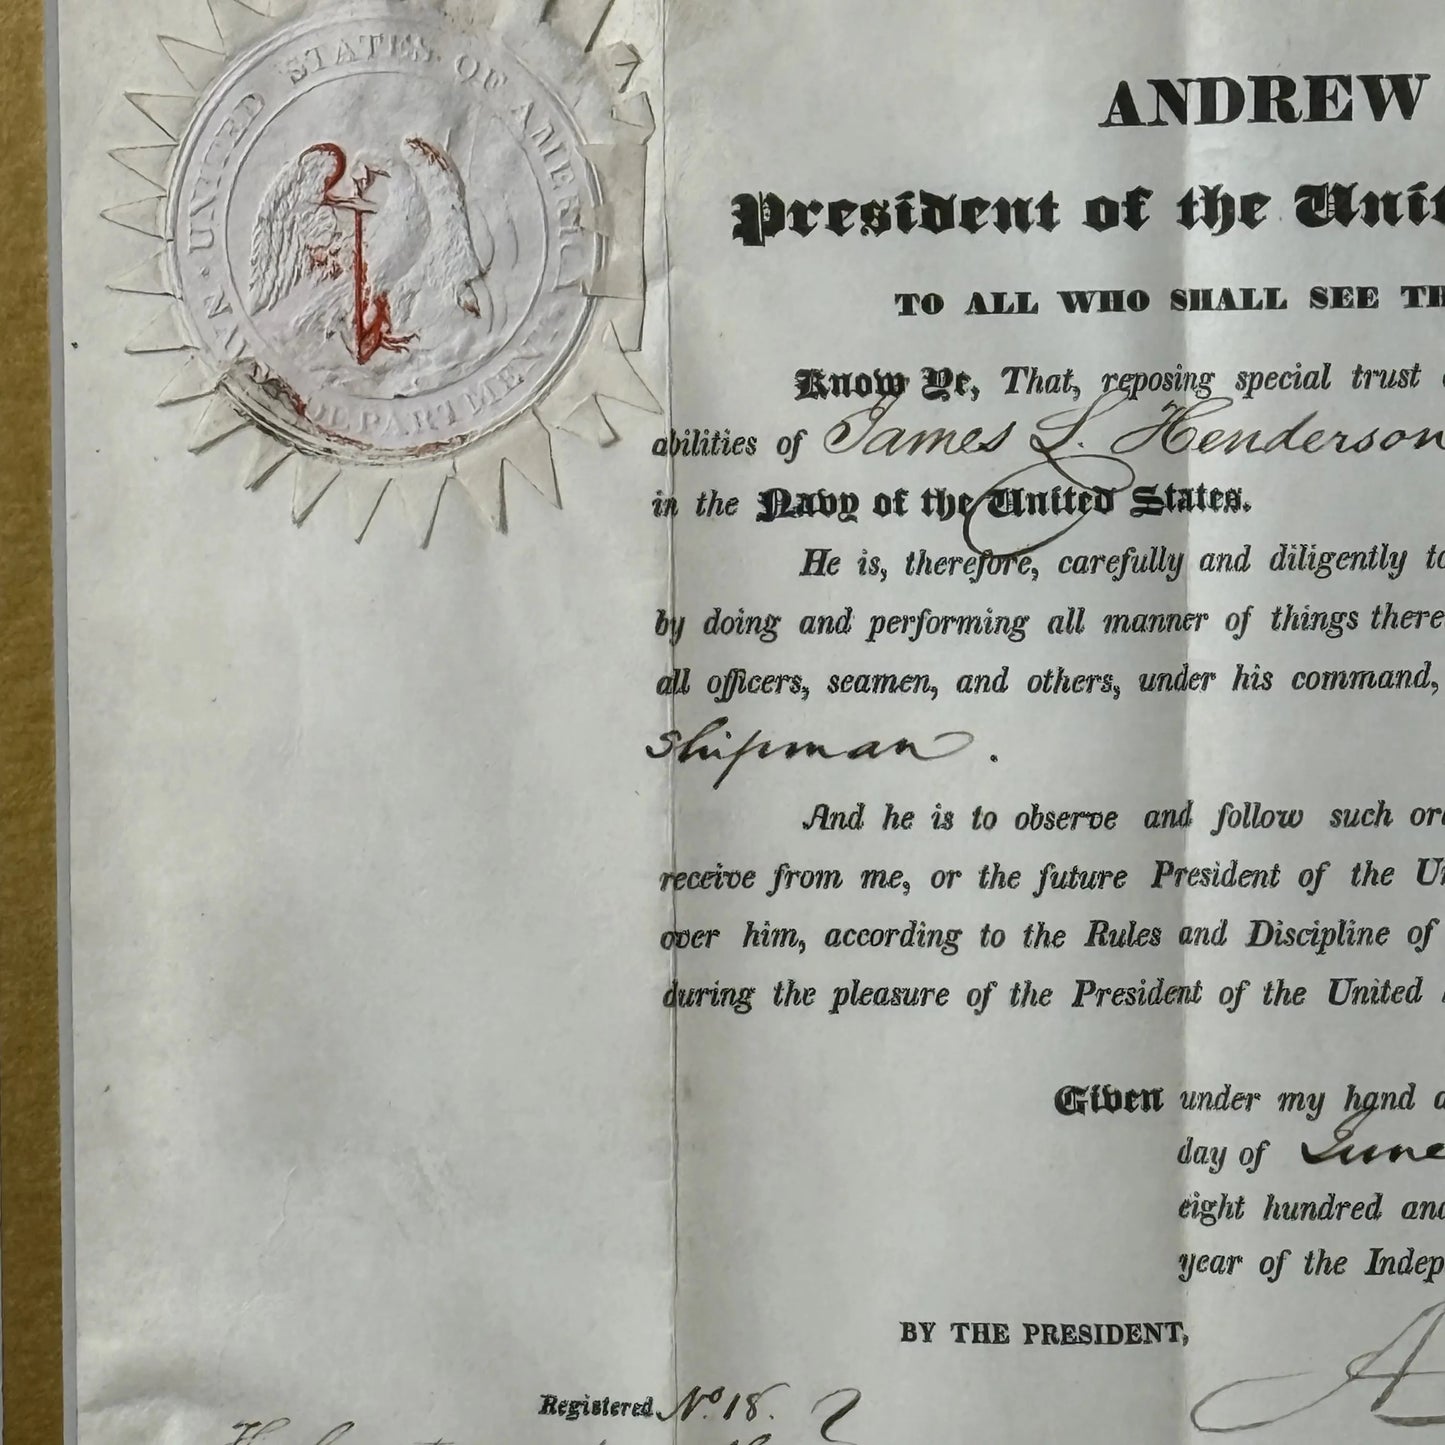 UNITED STATES OF AMERICA
NAVY DEPARTMENT
ANDREW
President of the Unit
TO ALL WHO SHALL SEE TH
Know Ye, That, reposing special trust
abilities of James L. Henderson
in the Navy of the United States.
He is, therefore, carefully and diligently to
by doing and performing all manner of things there
all officers, seamen, and others, under his command,
shipman.
And he is to observe and follow such or
receive from me, or the future President of the Un
over him, according to the Rules and Discipline of
during the pleasure of the President of the United
Given under my hand a
day of June
eight hundred and
year of the Indep
BY THE PRESIDENT,
A
Registered No. 18.